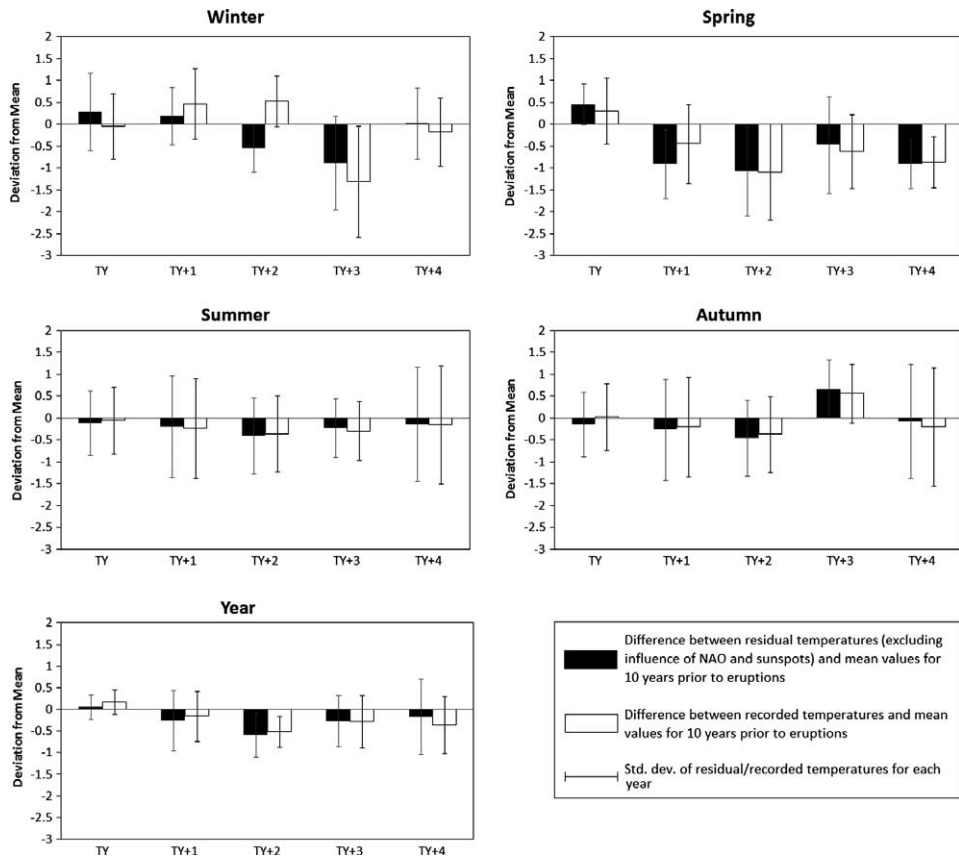 Winter
Deviation from Mean
2
1.5
1
0.5
0
-0.5
-1
-1.5
-2
-2.5
-3
TY TY+1 TY+2 TY+3 TY+4
Spring
Deviation from Mean
2
1.5
1
0.5
0
-0.5
-1
-1.5
-2
-2.5
-3
TY TY+1 TY+2 TY+3 TY+4
Summer
Deviation from Mean
2
1.5
1
0.5
0
-0.5
-1
-1.5
-2
-2.5
-3
TY TY+1 TY+2 TY+3 TY+4
Autumn
Deviation from Mean
2
1.5
1
0.5
0
-0.5
-1
-1.5
-2
-2.5
-3
TY TY+1 TY+2 TY+3 TY+4
Year
Deviation from Mean
2
1.5
1
0.5
0
-0.5
-1
-1.5
-2
-2.5
-3
TY TY+1 TY+2 TY+3 TY+4
Difference between residual temperatures (excluding
influence of NAO and sunspots) and mean values for
10 years prior to eruptions
Difference between recorded temperatures and mean
values for 10 years prior to eruptions
Std. dev. of residual/recorded temperatures for each
year